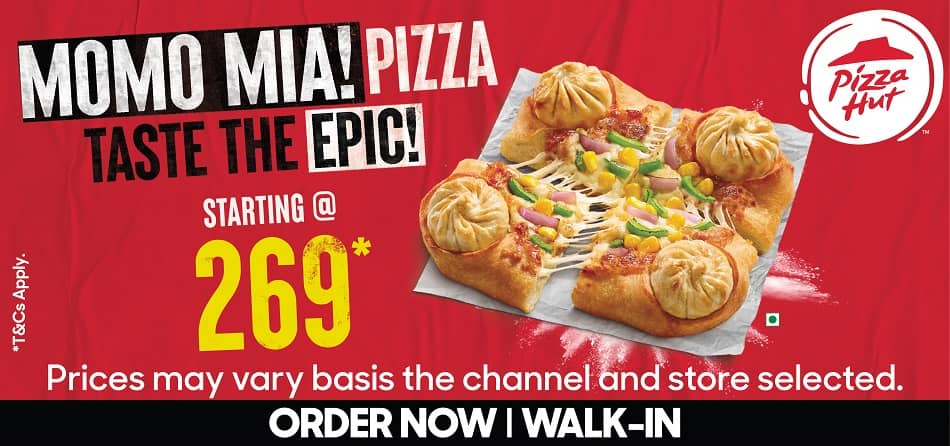 MOMO MIA! PIZZA
TASTE THE EPIC!
STARTING @
269*
*T&Cs Apply.
Pizza
Hut
TM
Prices may vary basis the channel and store selected.
ORDER NOW | WALK-IN